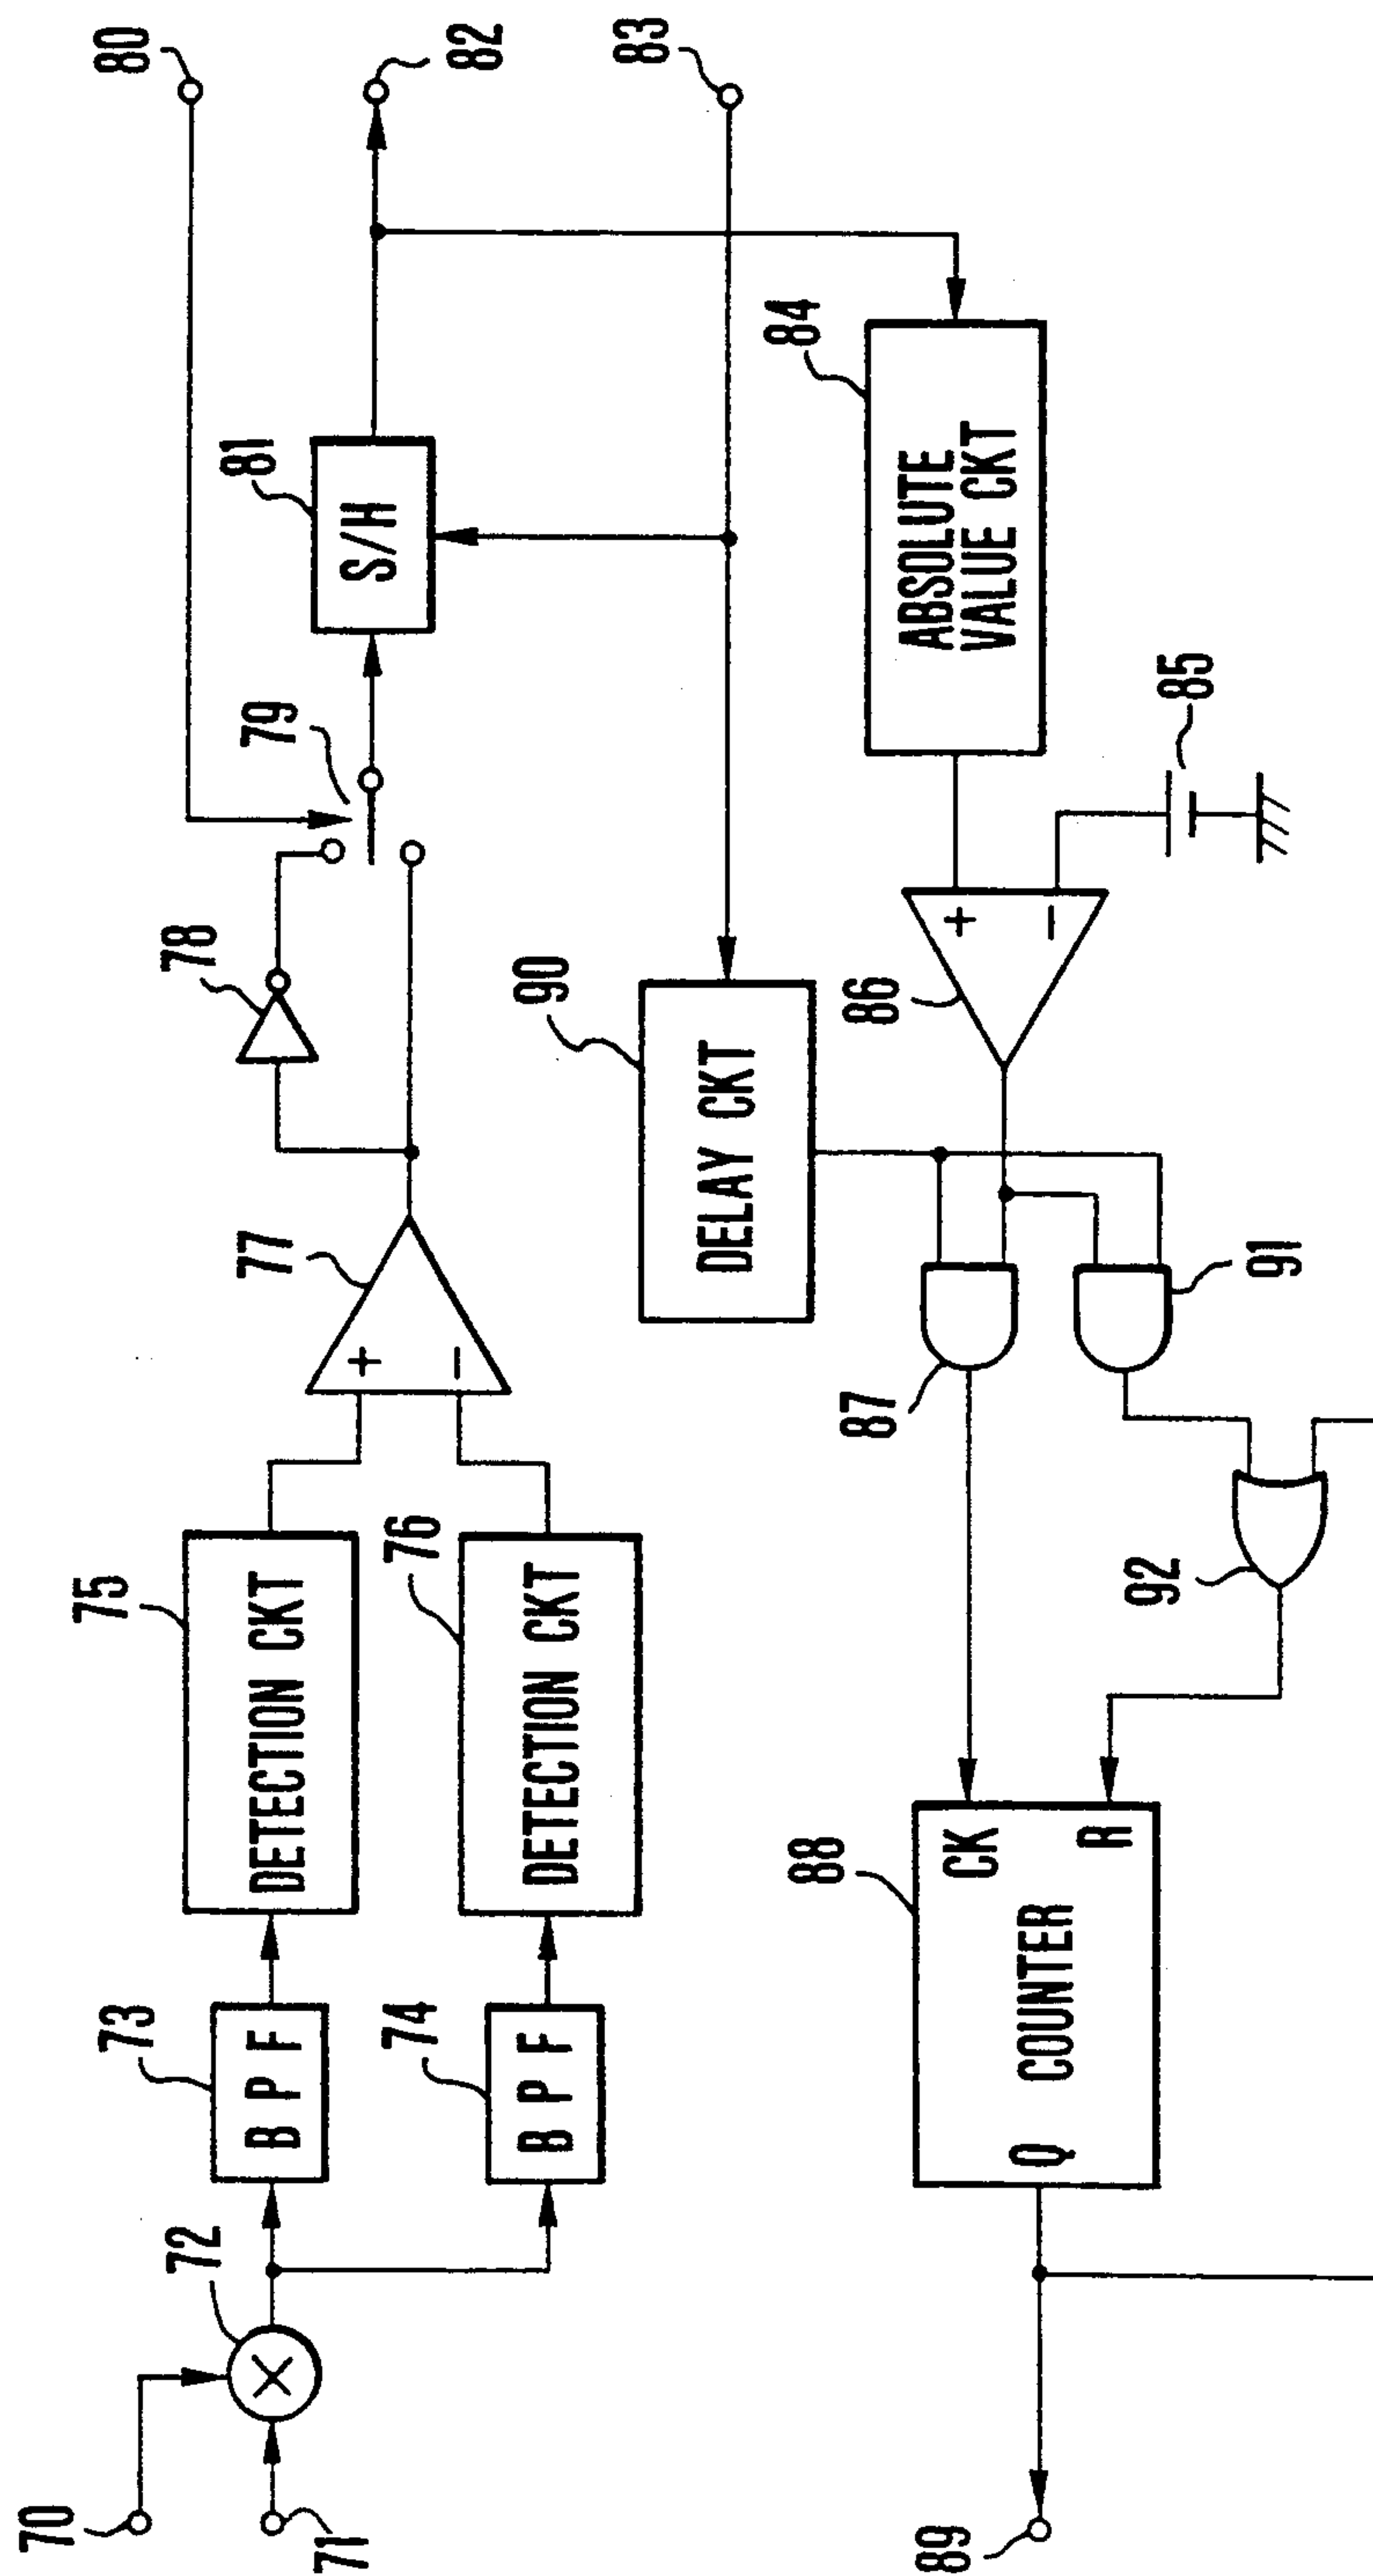 70
71
72
73
B P F
74
B P F
75
DETECTION CKT
76
DETECTION CKT
77
+
−
78
79
80
81
S/H
82
83
84
ABSOLUTE
VALUE CKT
85
86
+
−
90
DELAY CKT
87
91
92
88
CK
R
COUNTER
Q
89